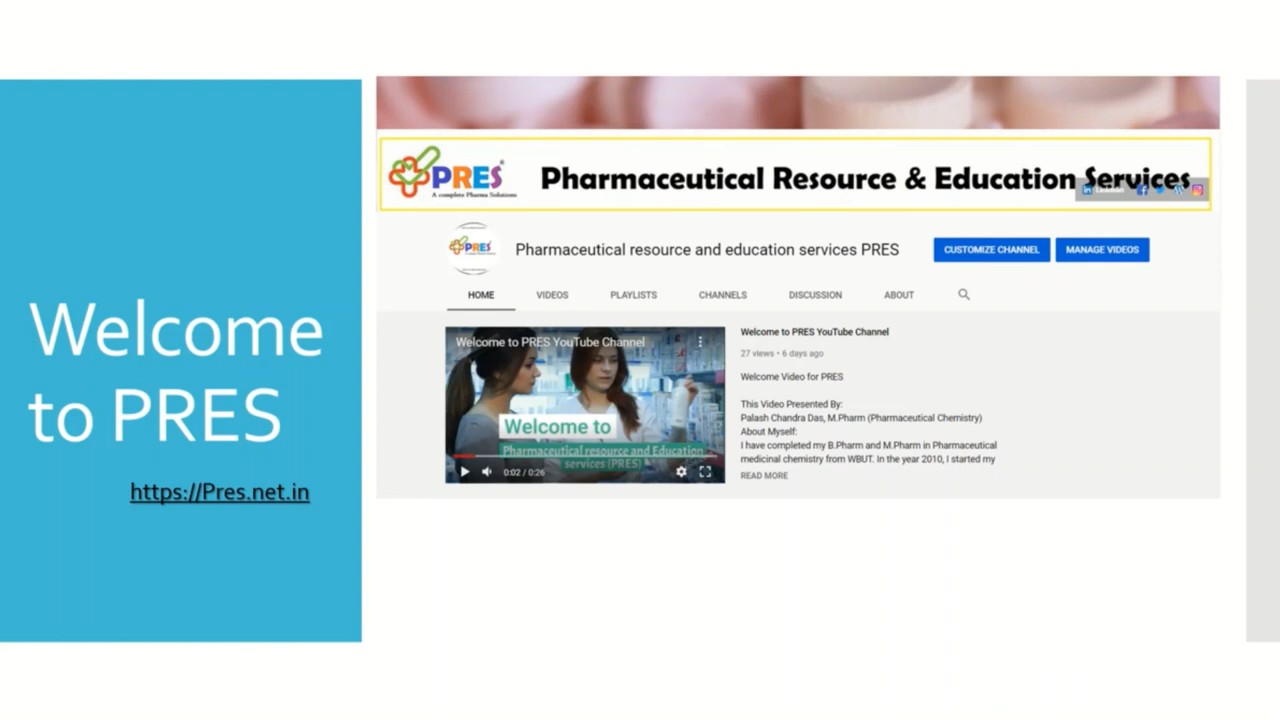 Welcome
to PRES
https://Pres.net.in
PRES
A complete Pharma Solutions
Pharmaceutical Resource & Education Services
Linkedin
PRES
Pharmaceutical resource and education services PRES
CUSTOMIZE CHANNEL
MANAGE VIDEOS
HOME
VIDEOS
PLAYLISTS
CHANNELS
DISCUSSION
ABOUT
Welcome to PRES YouTube Channel
Welcome to
Pharmaceutical resource and Education
services (PRES)
0:02 / 0:26
Welcome to PRES YouTube Channel
27 views • 6 days ago
Welcome Video for PRES
This Video Presented By:
Palash Chandra Das, M.Pharm (Pharmaceutical Chemistry)
About Myself:
I have completed my B.Pharm and M.Pharm in Pharmaceutical
medicinal chemistry from WBUT. In the year 2010, I started my
READ MORE